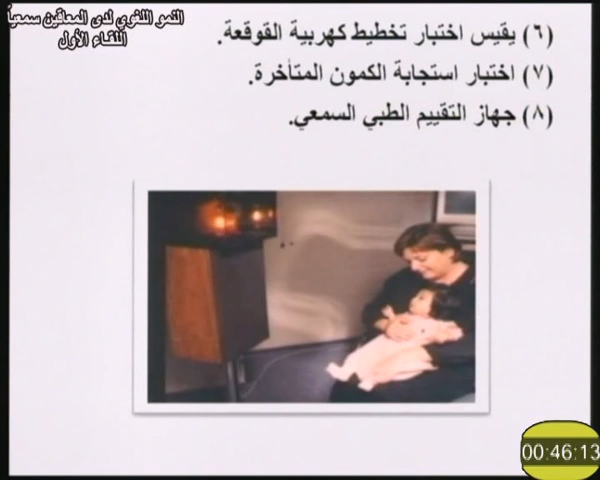 النمو اللغوي لدى المعاقين سمعياً
اللقاء الأول
(٦) يقيس اختبار تخطيط كهربية القوقعة.
(٧) اختبار استجابة الكمون المتأخرة.
(٨) جهاز التقييم الطبي السمعي.
00:46:13